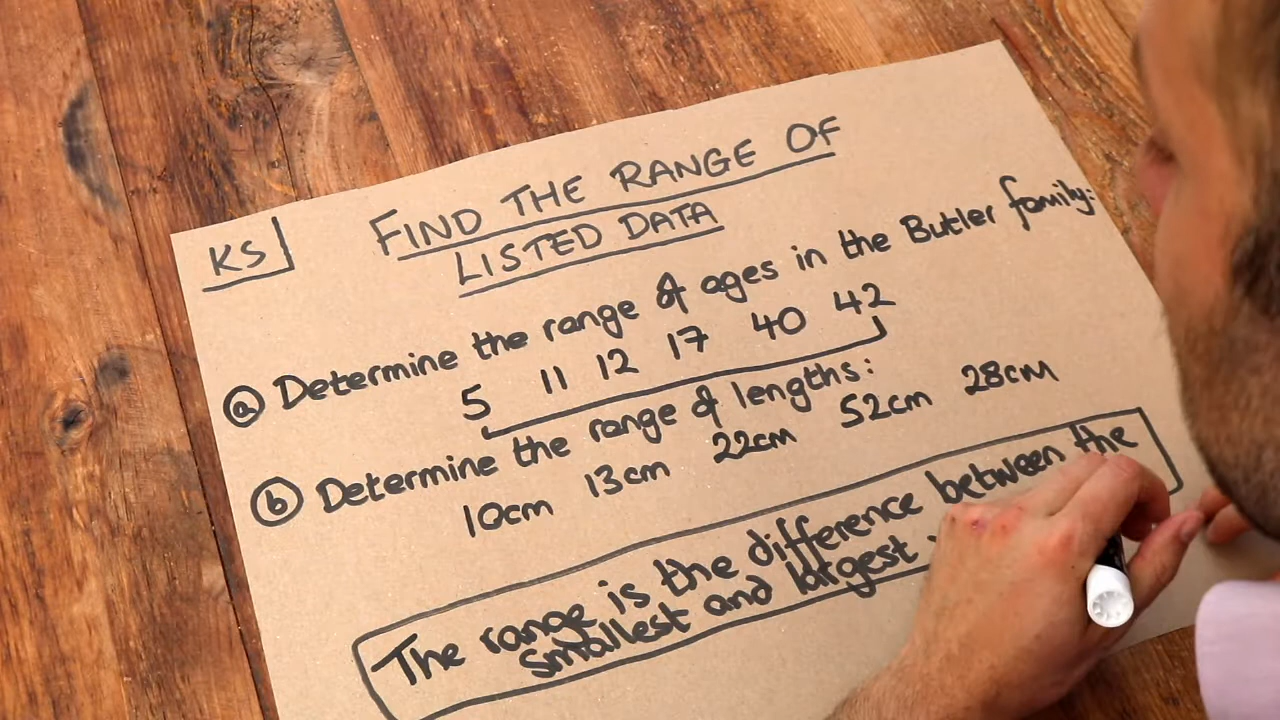 KS
FIND THE RANGE OF
LISTED DATA
a Determine the range of ages in the Butler family:
5 11 12 17 40 42
b Determine the range of lengths:
10cm 13cm 22cm 52cm 28cm
The range is the difference between the
smallest and largest